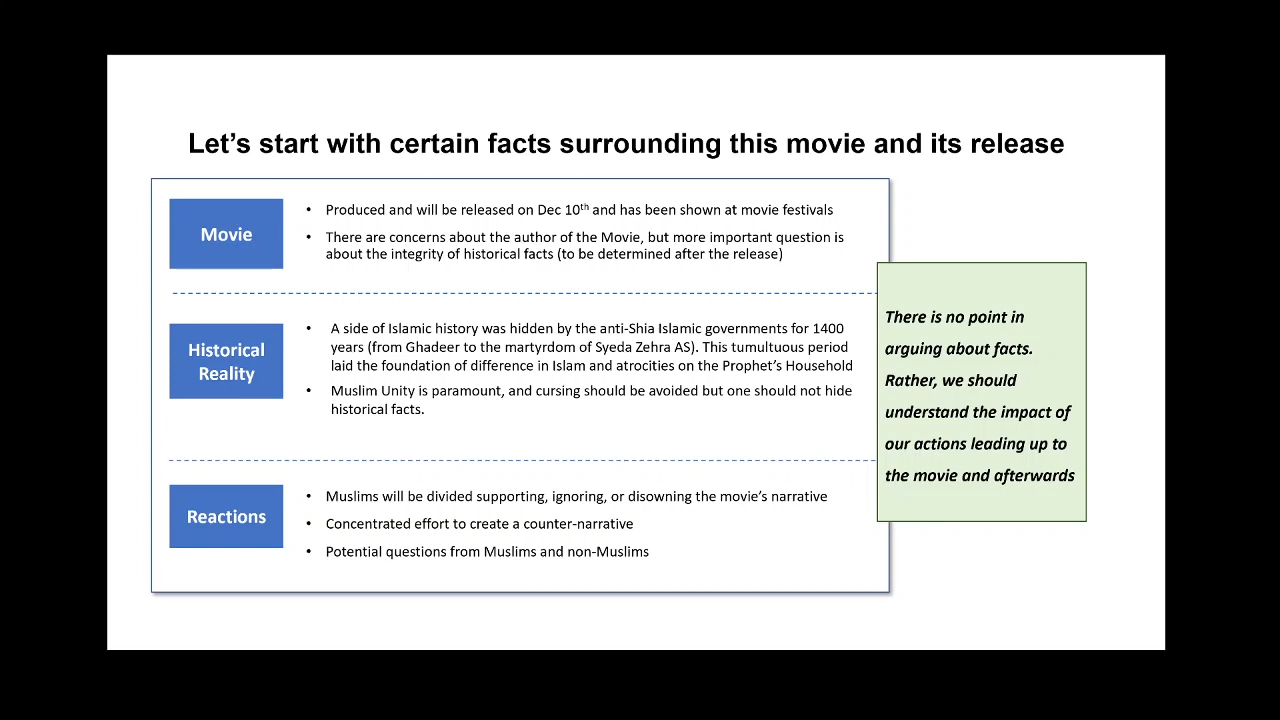 Let’s start with certain facts surrounding this movie and its release
Movie
• Produced and will be released on Dec 10th and has been shown at movie festivals
• There are concerns about the author of the Movie, but more important question is
about the integrity of historical facts (to be determined after the release)
Historical
Reality
• A side of Islamic history was hidden by the anti-Shia Islamic governments for 1400
years (from Ghadeer to the martyrdom of Syeda Zehra AS). This tumultuous period
laid the foundation of difference in Islam and atrocities on the Prophet’s Household
• Muslim Unity is paramount, and cursing should be avoided but one should not hide
historical facts.
Reactions
• Muslims will be divided supporting, ignoring, or disowning the movie’s narrative
• Concentrated effort to create a counter-narrative
• Potential questions from Muslims and non-Muslims
There is no point in
arguing about facts.
Rather, we should
understand the impact of
our actions leading up to
the movie and afterwards